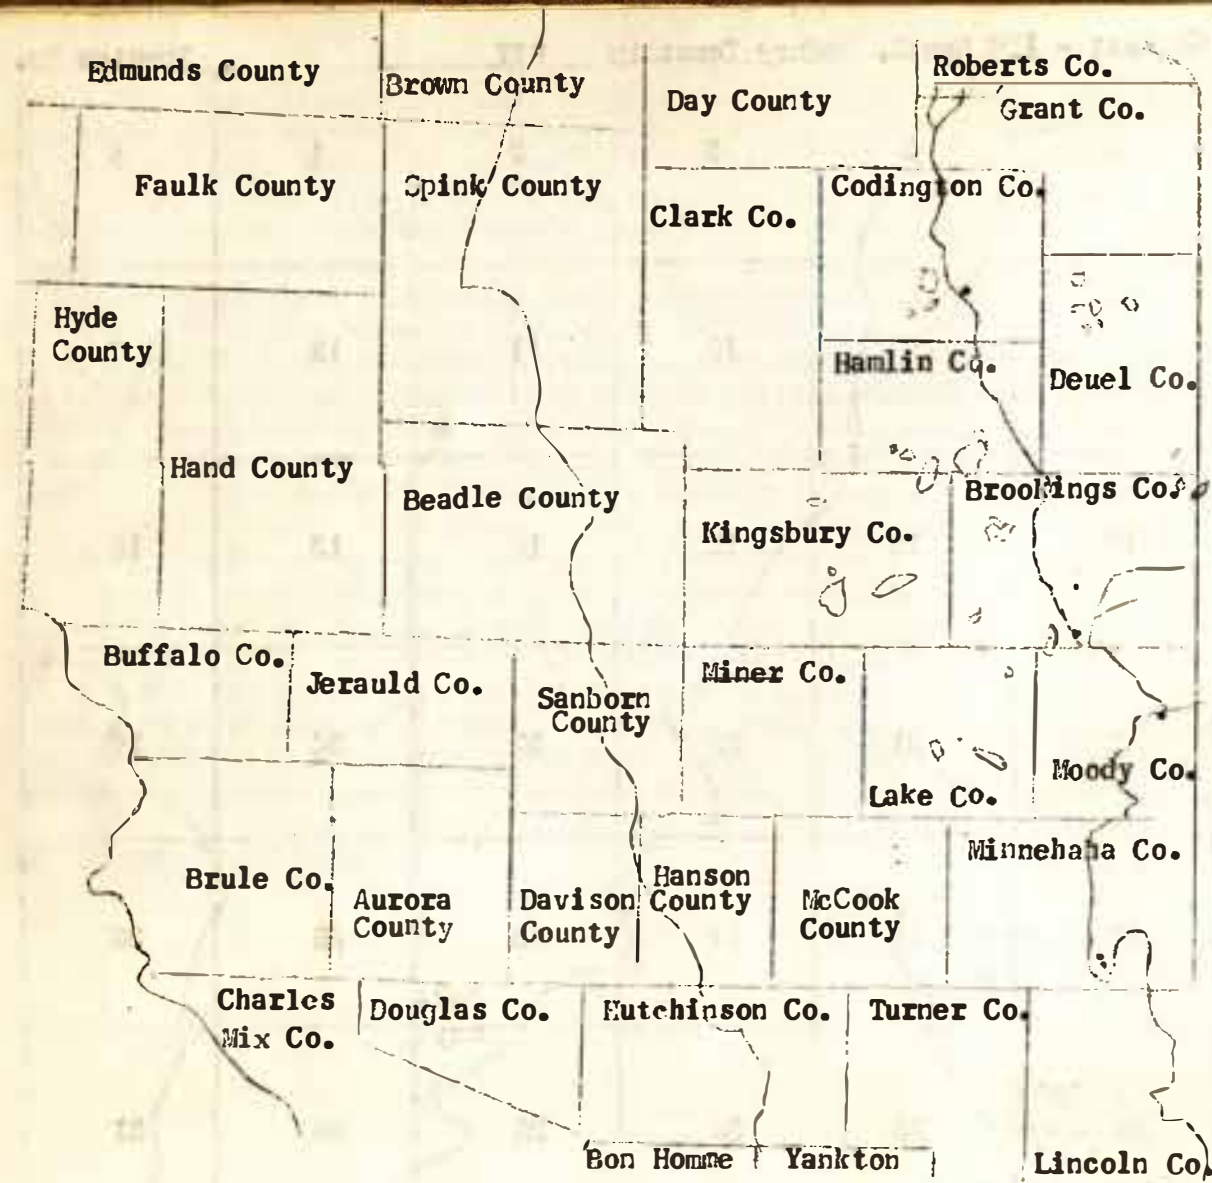 Edmunds County
Brown County
Day County
Roberts Co.
Grant Co.
Faulk County
Spink County
Clark Co.
Codington Co.
Hyde
County
Hamlin Co.
Deuel Co.
Hand County
Beadle County
Kingsbury Co.
Brookings Co.
Buffalo Co.
Jerauld Co.
Sanborn
County
Miner Co.
Lake Co.
Moody Co.
Brule Co.
Aurora
County
Davison
County
Hanson
County
McCook
County
Minnehaha Co.
Charles
Mix Co.
Douglas Co.
Hutchinson Co.
Turner Co.
Bon Homme
Yankton
Lincoln Co.